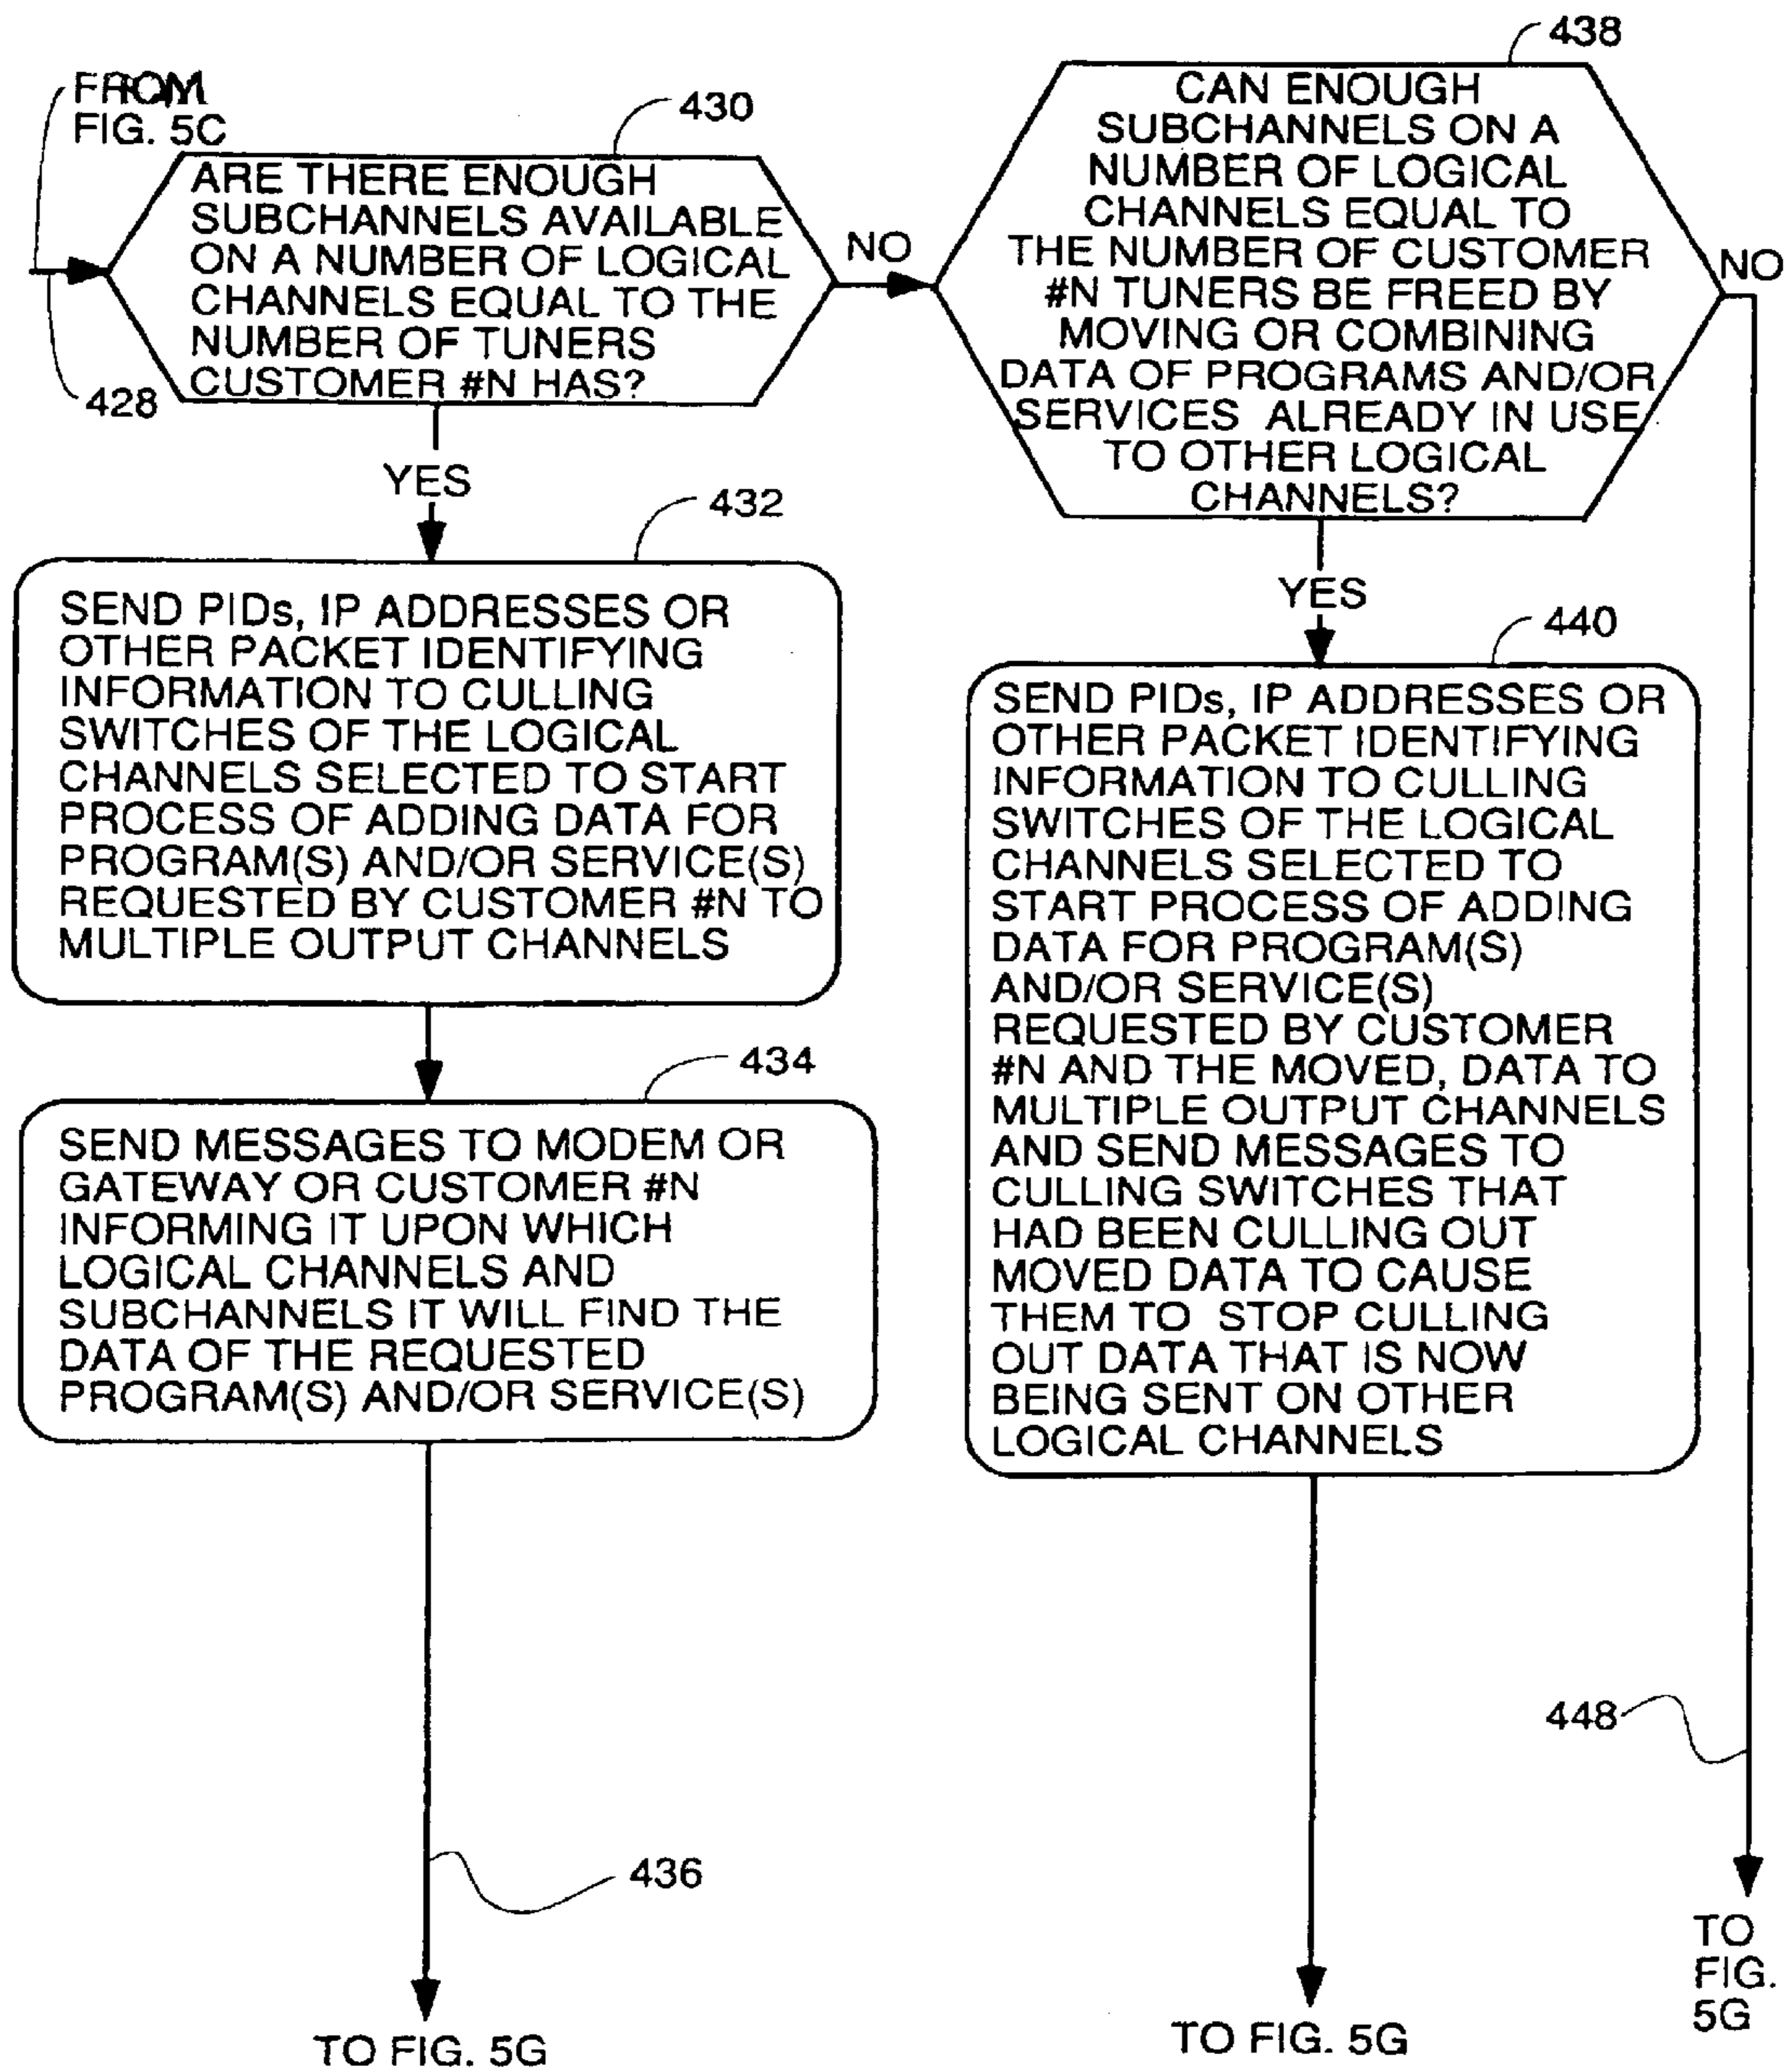 FROM
FIG. 5C
428
430
ARE THERE ENOUGH
SUBCHANNELS AVAILABLE
ON A NUMBER OF LOGICAL
CHANNELS EQUAL TO THE
NUMBER OF TUNERS
CUSTOMER #N HAS?
NO
YES
438
CAN ENOUGH
SUBCHANNELS ON A
NUMBER OF LOGICAL
CHANNELS EQUAL TO
THE NUMBER OF CUSTOMER
#N TUNERS BE FREED BY
MOVING OR COMBINING
DATA OF PROGRAMS AND/OR
SERVICES ALREADY IN USE
TO OTHER LOGICAL
CHANNELS?
NO
YES
432
SEND PIDs, IP ADDRESSES OR
OTHER PACKET IDENTIFYING
INFORMATION TO CULLING
SWITCHES OF THE LOGICAL
CHANNELS SELECTED TO START
PROCESS OF ADDING DATA FOR
PROGRAM(S) AND/OR SERVICE(S)
REQUESTED BY CUSTOMER #N TO
MULTIPLE OUTPUT CHANNELS
434
SEND MESSAGES TO MODEM OR
GATEWAY OR CUSTOMER #N
INFORMING IT UPON WHICH
LOGICAL CHANNELS AND
SUBCHANNELS IT WILL FIND THE
DATA OF THE REQUESTED
PROGRAM(S) AND/OR SERVICE(S)
436
TO FIG. 5G
440
SEND PIDs, IP ADDRESSES OR
OTHER PACKET IDENTIFYING
INFORMATION TO CULLING
SWITCHES OF THE LOGICAL
CHANNELS SELECTED TO
START PROCESS OF ADDING
DATA FOR PROGRAM(S)
AND/OR SERVICE(S)
REQUESTED BY CUSTOMER
#N AND THE MOVED, DATA TO
MULTIPLE OUTPUT CHANNELS
AND SEND MESSAGES TO
CULLING SWITCHES THAT
HAD BEEN CULLING OUT
MOVED DATA TO CAUSE
THEM TO STOP CULLING
OUT DATA THAT IS NOW
BEING SENT ON OTHER
LOGICAL CHANNELS
TO FIG. 5G
448
TO
FIG.
5G